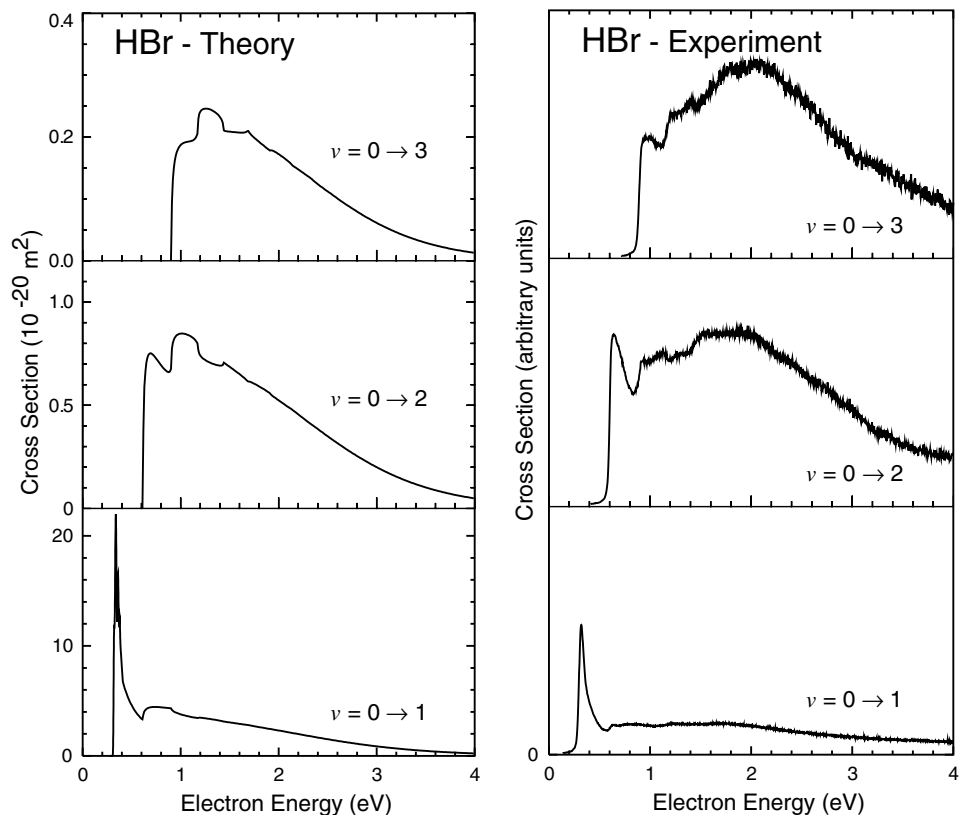 HBr - Theory
0.4
0.2
0.0
v = 0 → 3
Cross Section (10⁻²⁰ m²)
1.0
0.5
0
v = 0 → 2
20
10
0
v = 0 → 1
0 1 2 3 4
Electron Energy (eV)
HBr - Experiment
v = 0 → 3
Cross Section (arbitrary units)
v = 0 → 2
v = 0 → 1
0
0 1 2 3 4
Electron Energy (eV)